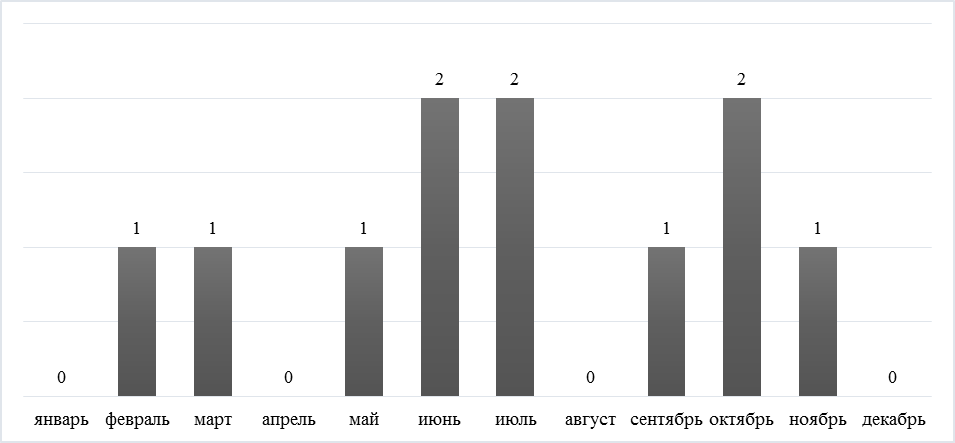 2 2 2
1 1 1 1 1
0 0 0 0
январь февраль март апрель май июнь июль август сентябрь октябрь ноябрь декабрь